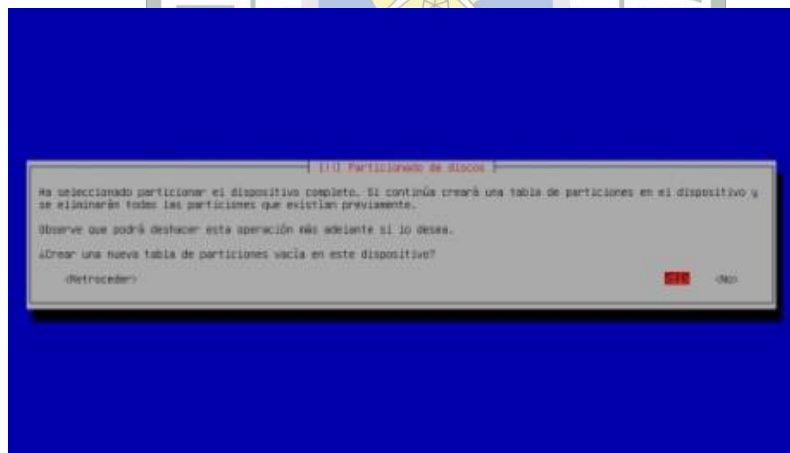 [!!] Particionado de discos
Ha seleccionado particionar el dispositivo completo. Si continúa creará una tabla de particiones en el dispositivo y
se eliminarán todas las particiones que existían previamente.
Observe que podrá deshacer esta operación más adelante si lo desea.
¿Crear una nueva tabla de particiones vacía en este dispositivo?
<Retroceder> <Sí> <No>